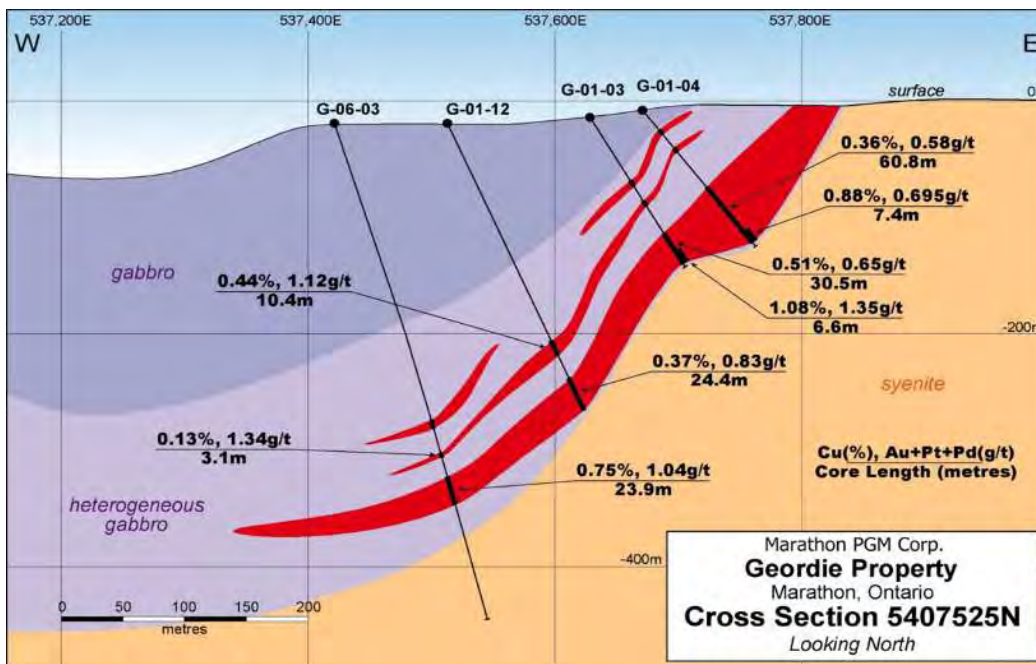 537,200E 537,400E 537,600E 537,800E
W E
surface 0
G-06-03 G-01-12 G-01-03 G-01-04
0.36%, 0.58g/t
60.8m
0.88%, 0.695g/t
7.4m
0.51%, 0.65g/t
30.5m
1.08%, 1.35g/t
6.6m
gabbro
0.44%, 1.12g/t
10.4m
-200m
0.37%, 0.83g/t
24.4m
syenite
0.13%, 1.34g/t
3.1m
0.75%, 1.04g/t
23.9m
Cu(%), Au+Pt+Pd(g/t)
Core Length (metres)
heterogeneous
gabbro
-400m
0 50 100 150 200
metres
Marathon PGM Corp.
Geordie Property
Marathon, Ontario
Cross Section 5407525N
Looking North